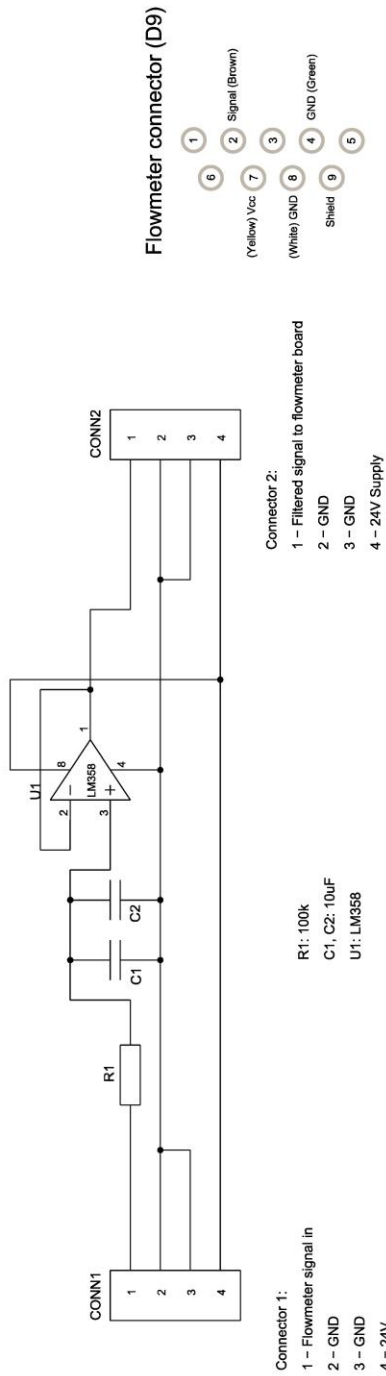 Flowmeter connector (D9)
1
6
2
Signal (Brown)
(Yellow) Vcc
7
3
(White) GND
8
4
GND (Green)
Shield
9
5
CONN1
1
2
3
4
R1
C1
C2
U1
2
3
8
4
1
LM358
CONN2
1
2
3
4
Connector 1:
1 – Flowmeter signal in
2 – GND
3 – GND
4 – 24V
R1: 100k
C1, C2: 10uF
U1: LM358
Connector 2:
1 – Filtered signal to flowmeter board
2 – GND
3 – GND
4 – 24V Supply